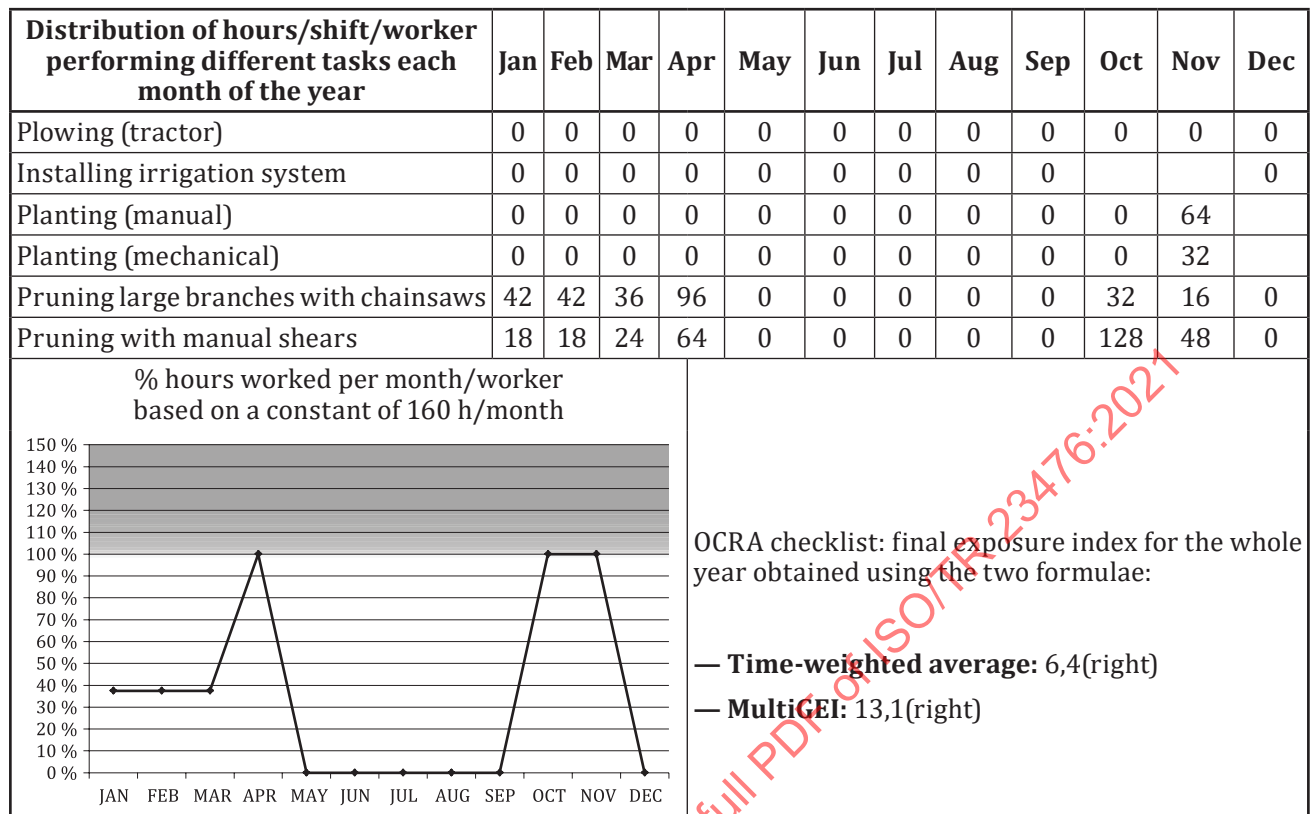 Distribution of hours/shift/worker
performing different tasks each
month of the year
Jan Feb Mar Apr May Jun Jul Aug Sep Oct Nov Dec
Plowing (tractor) 0 0 0 0 0 0 0 0 0 0 0 0
Installing irrigation system 0 0 0 0 0 0 0 0 0 0
Planting (manual) 0 0 0 0 0 0 0 0 0 0 64
Planting (mechanical) 0 0 0 0 0 0 0 0 0 0 32
Pruning large branches with chainsaws 42 42 36 96 0 0 0 0 0 32 16 0
Pruning with manual shears 18 18 24 64 0 0 0 0 0 128 48 0
% hours worked per month/worker
based on a constant of 160 h/month
150 %
140 %
130 %
120 %
110 %
100 %
90 %
80 %
70 %
60 %
50 %
40 %
30 %
20 %
10 %
0 %
JAN FEB MAR APR MAY JUN JUL AUG SEP OCT NOV DEC
OCRA checklist: final exposure index for the whole
year obtained using the two formulae:
— Time-weighted average: 6,4(right)
— MultiGEI: 13,1(right)
full PDF of ISO/TR 23476:2021